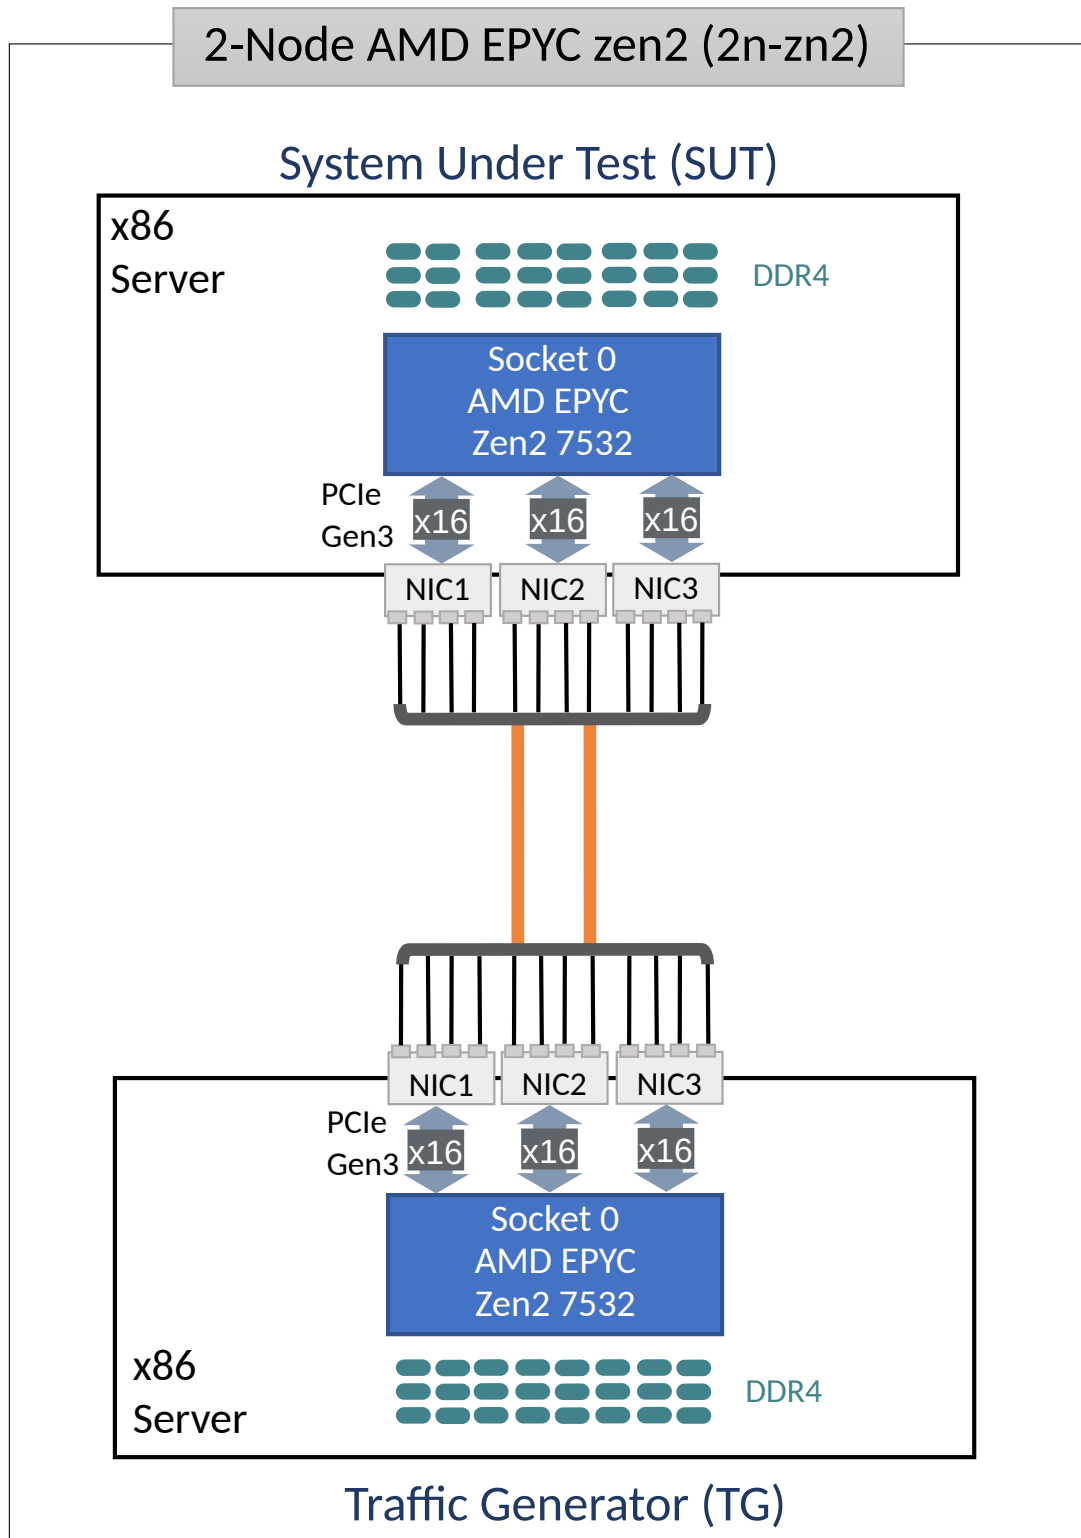 2-Node AMD EPYC zen2 (2n-zn2)
System Under Test (SUT)
x86
Server
DDR4
Socket 0
AMD EPYC
Zen2 7532
PCIe
Gen3
x16 x16 x16
NIC1 NIC2 NIC3
NIC1 NIC2 NIC3
PCIe
Gen3
x16 x16 x16
Socket 0
AMD EPYC
Zen2 7532
x86
Server
DDR4
Traffic Generator (TG)